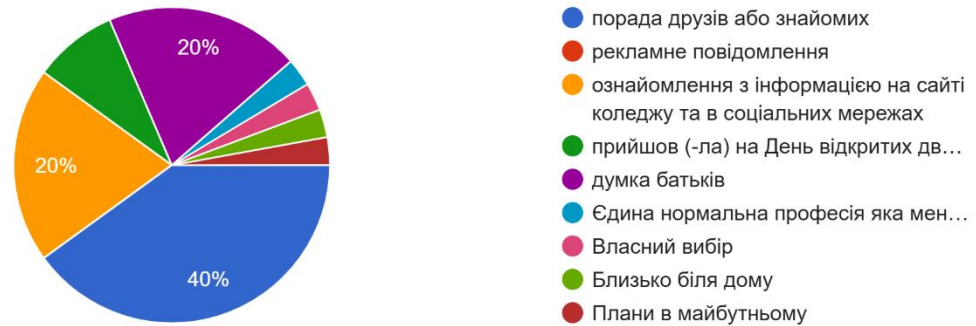 20%
20%
40%
порада друзів або знайомих
рекламне повідомлення
ознайомлення з інформацією на сайті
коледжу та в соціальних мережах
прийшов (-ла) на День відкритих дв…
думка батьків
Єдина нормальна професія яка мен…
Власний вибір
Близько біля дому
Плани в майбутньому